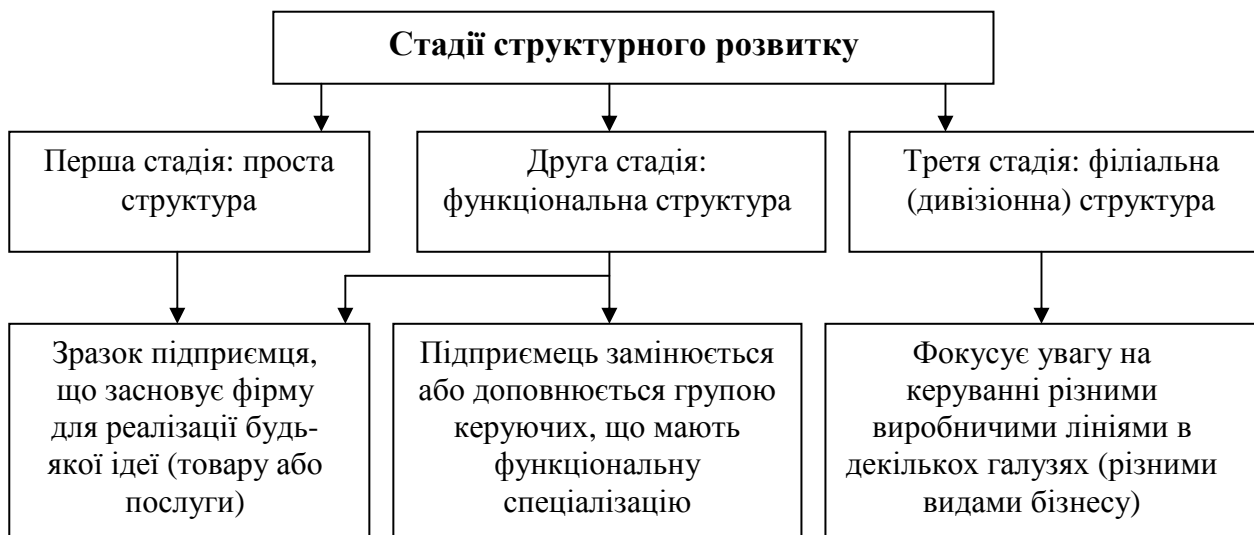 Стадії структурного розвитку
Перша стадія: проста
структура
Друга стадія:
функціональна структура
Третя стадія: філіальна
(дивізіонна) структура
Зразок підприємця,
що засновує фірму
для реалізації будь-
якої ідеї (товару або
послуги)
Підприємець замінюється
або доповнюється групою
керуючих, що мають
функціональну
спеціалізацію
Фокусує увагу на
керуванні різними
виробничими лініями в
декількох галузях (різними
видами бізнесу)